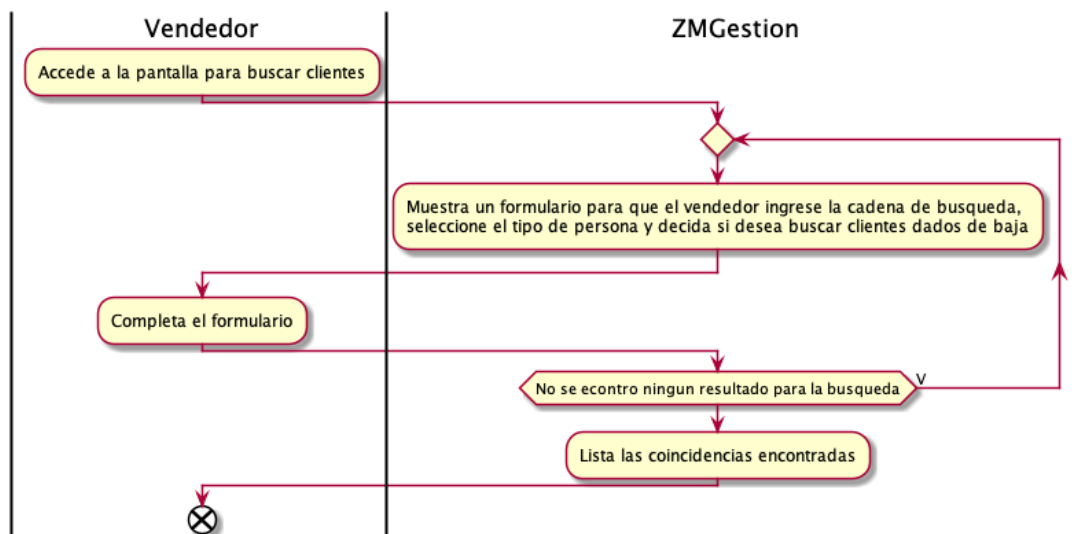 Vendedor
ZMGestion
Accede a la pantalla para buscar clientes
Muestra un formulario para que el vendedor ingrese la cadena de busqueda,
seleccione el tipo de persona y decida si desea buscar clientes dados de baja
Completa el formulario
No se econtro ningun resultado para la busqueda
V
Lista las coincidencias encontradas